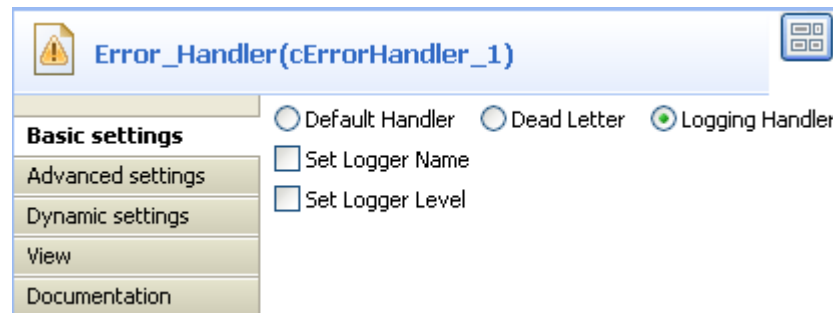 Error_Handler(cErrorHandler_1)
Basic settings
Advanced settings
Dynamic settings
View
Documentation
Default Handler Dead Letter Logging Handler
Set Logger Name
Set Logger Level